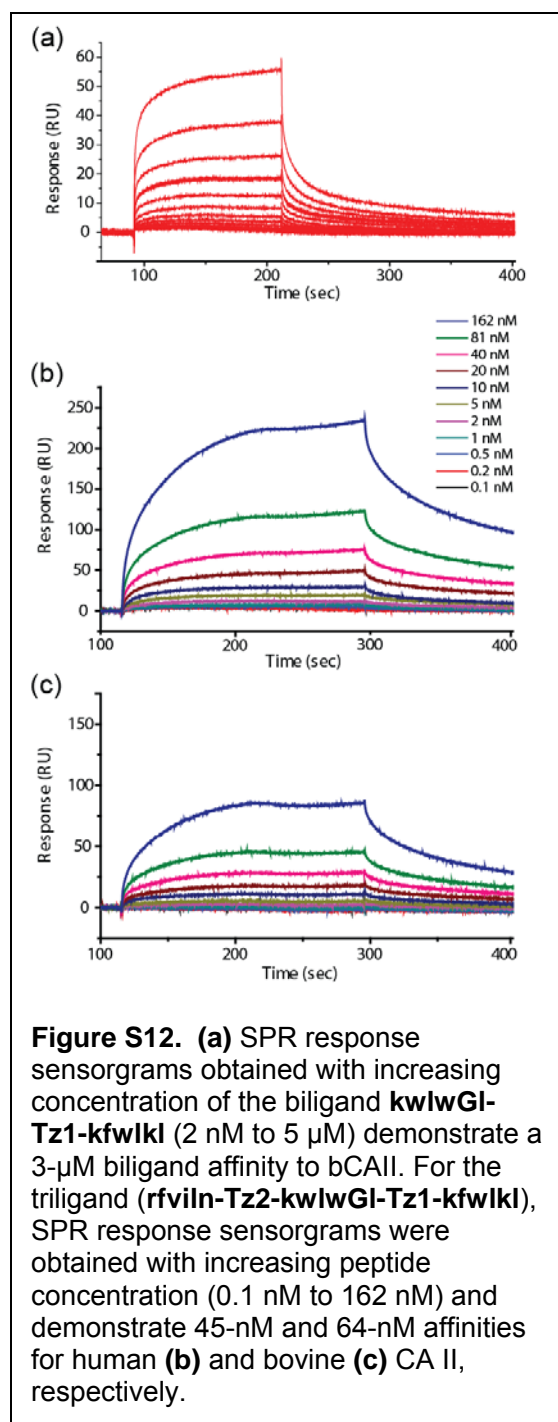 (a)
60
50
40
30
20
10
0
Response (RU)
100
200
300
400
Time (sec)
162 nM
81 nM
40 nM
20 nM
10 nM
5 nM
2 nM
1 nM
0.5 nM
0.2 nM
0.1 nM
(b)
250
200
150
100
50
0
Response (RU)
100
200
300
400
Time (sec)
(c)
150
100
50
0
Response (RU)
100
200
300
400
Time (sec)
Figure S12. (a) SPR response
sensorgrams obtained with increasing
concentration of the biligand kwlwGl-
Tz1-kfwlkl (2 nM to 5 μM) demonstrate a
3-μM biligand affinity to bCAII. For the
triligand (rfviln-Tz2-kwlwGl-Tz1-kfwlkl),
SPR response sensorgrams were
obtained with increasing peptide
concentration (0.1 nM to 162 nM) and
demonstrate 45-nM and 64-nM affinities
for human (b) and bovine (c) CA II,
respectively.